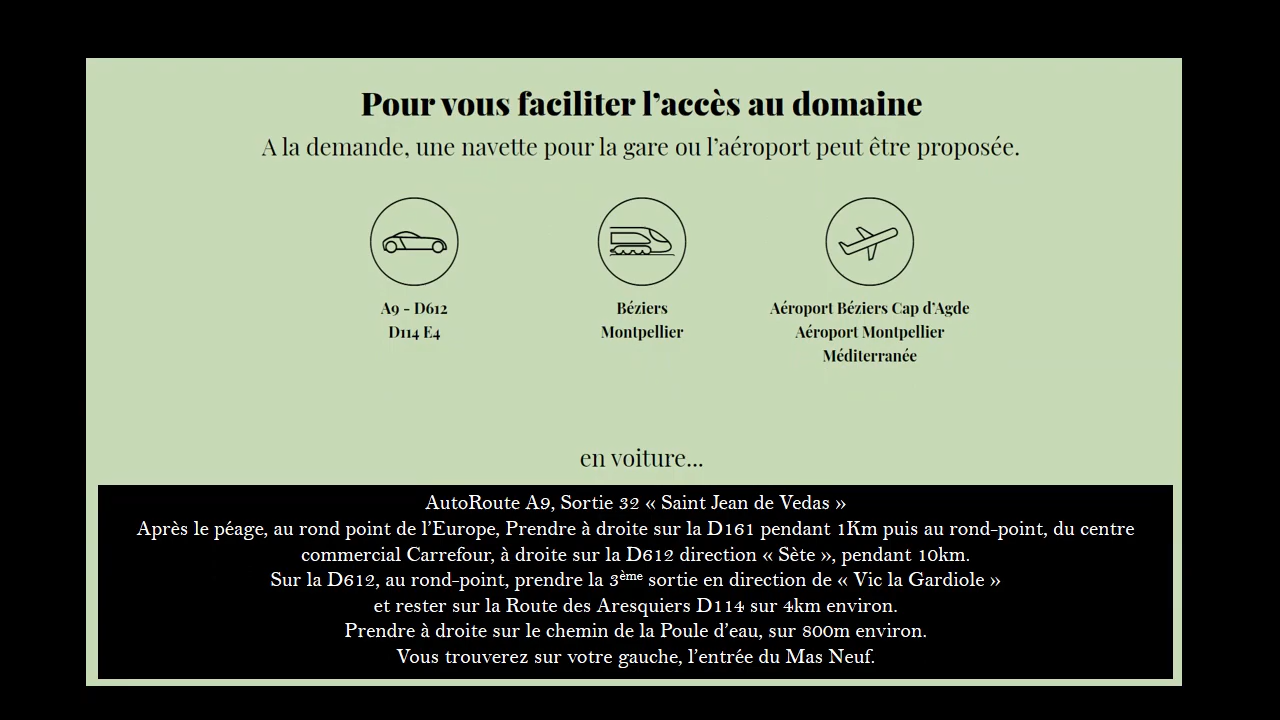 Pour vous faciliter l’accès au domaine
A la demande, une navette pour la gare ou l’aéroport peut être proposée.
A9 - D612
D114 E4
Béziers
Montpellier
Aéroport Béziers Cap d’Agde
Aéroport Montpellier
Méditerranée
en voiture...
AutoRoute A9, Sortie 32 « Saint Jean de Vedas »
Après le péage, au rond point de l’Europe, Prendre à droite sur la D161 pendant 1Km puis au rond-point, du centre
commercial Carrefour, à droite sur la D612 direction « Sète », pendant 10km.
Sur la D612, au rond-point, prendre la 3ème sortie en direction de « Vic la Gardiole »
et rester sur la Route des Aresquiers D114 sur 4km environ.
Prendre à droite sur le chemin de la Poule d’eau, sur 800m environ.
Vous trouverez sur votre gauche, l’entrée du Mas Neuf.